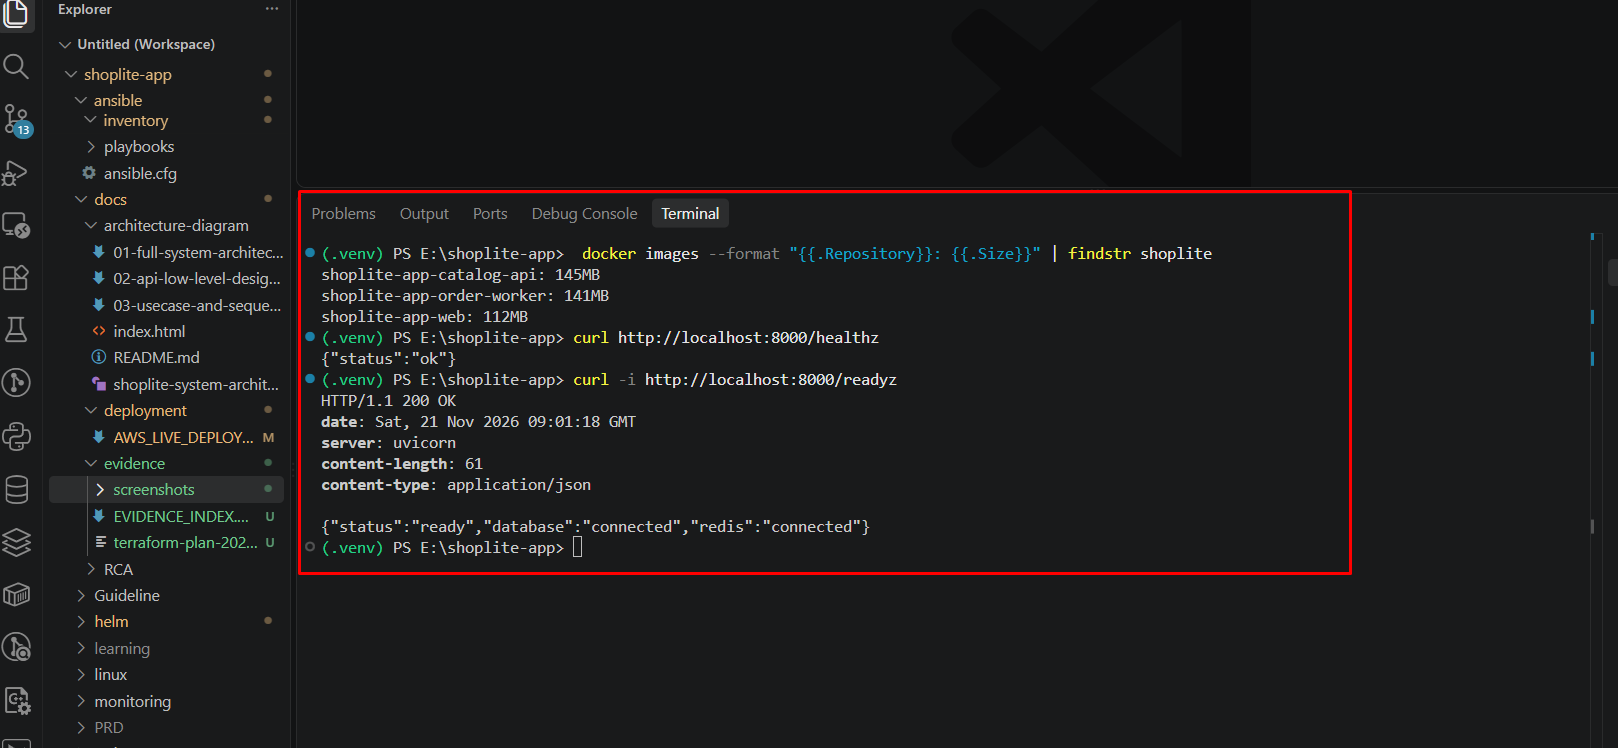 Explorer
Untitled (Workspace)
shoplite-app
ansible
inventory
playbooks
ansible.cfg
docs
architecture-diagram
01-full-system-architec...
02-api-low-level-desig...
03-usecase-and-seque...
index.html
README.md
shoplite-system-archit...
deployment
AWS_LIVE_DEPLOY... M
evidence
screenshots
EVIDENCE_INDEX.... U
terraform-plan-202... U
RCA
Guideline
helm
learning
linux
monitoring
PRD
13
Problems Output Ports Debug Console Terminal
(.venv) PS E:\shoplite-app>  docker images --format "{{.Repository}}: {{.Size}}" | findstr shoplite
shoplite-app-catalog-api: 145MB
shoplite-app-order-worker: 141MB
shoplite-app-web: 112MB
(.venv) PS E:\shoplite-app> curl http://localhost:8000/healthz
{"status":"ok"}
(.venv) PS E:\shoplite-app> curl -i http://localhost:8000/readyz
HTTP/1.1 200 OK
date: Sat, 21 Nov 2026 09:01:18 GMT
server: uvicorn
content-length: 61
content-type: application/json

{"status":"ready","database":"connected","redis":"connected"}
(.venv) PS E:\shoplite-app>